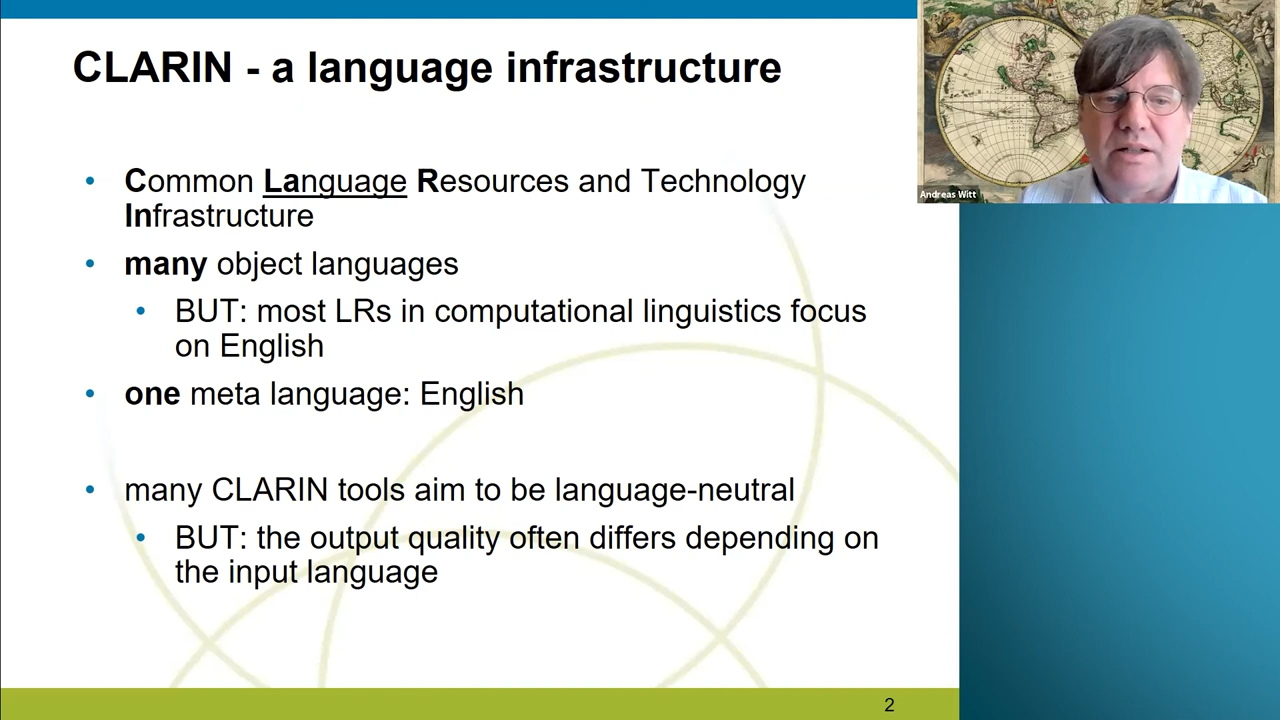 CLARIN - a language infrastructure
• Common Language Resources and Technology
Infrastructure
• many object languages
• BUT: most LRs in computational linguistics focus
on English
• one meta language: English
• many CLARIN tools aim to be language-neutral
• BUT: the output quality often differs depending on
the input language
2
Andreas Witt